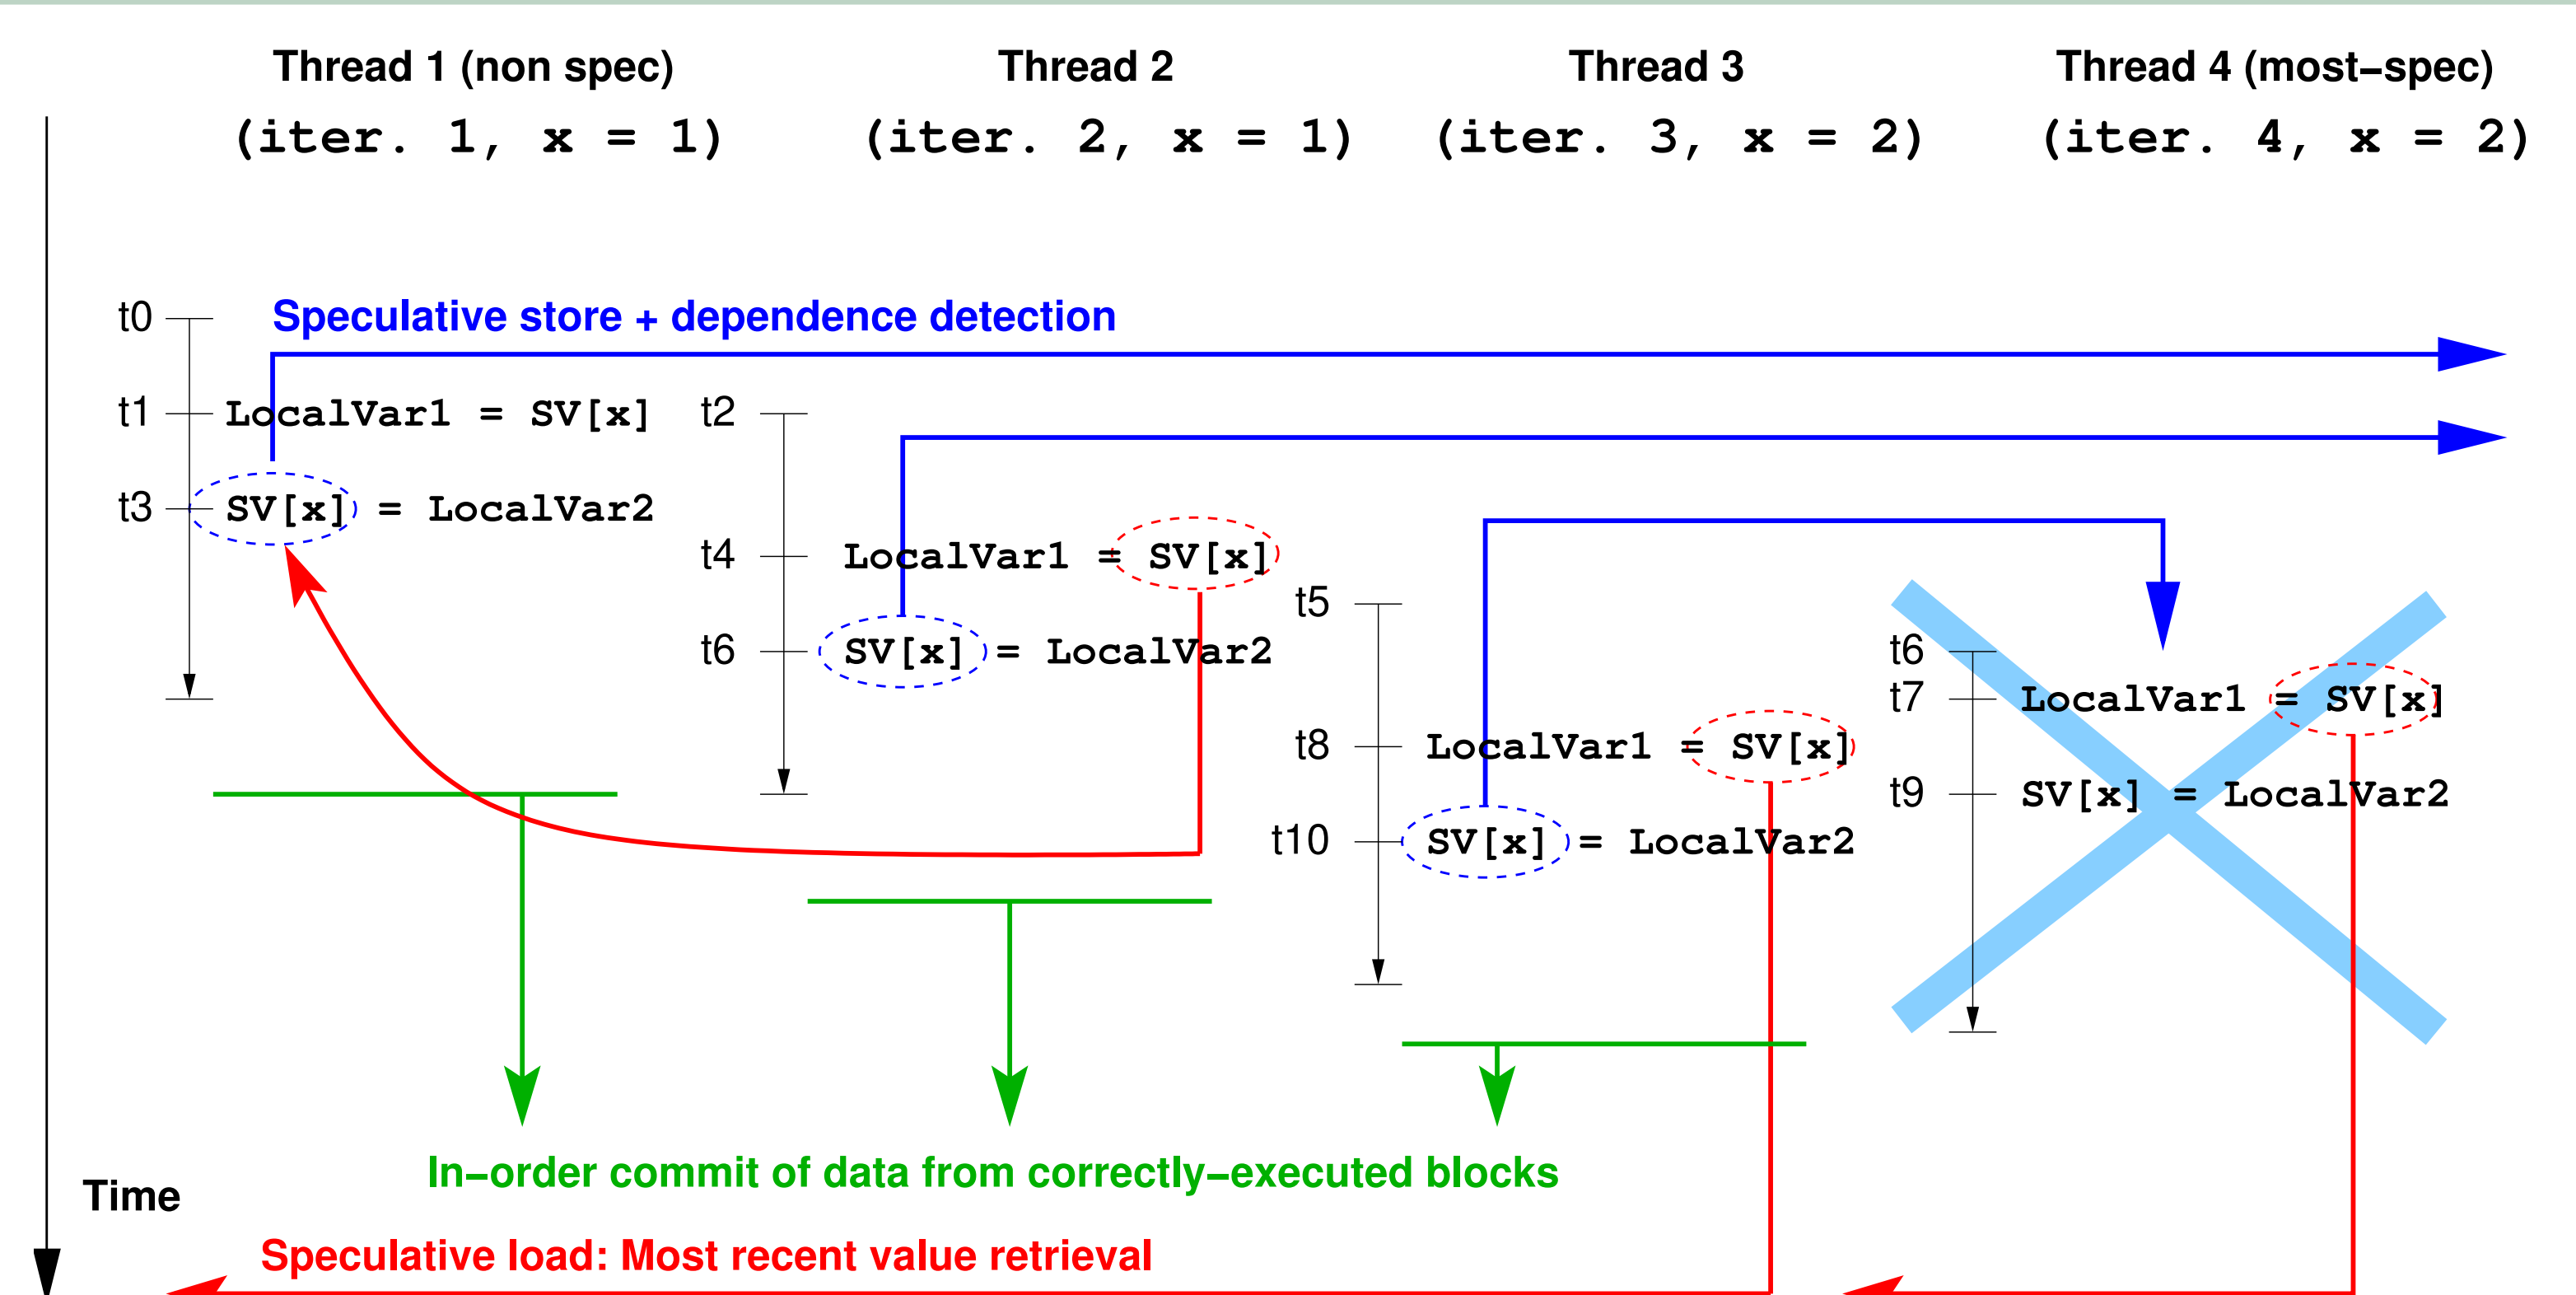 Thread 1 (non spec)
Thread 2
Thread 3
Thread 4 (most–spec)
(iter. 1, x = 1)
(iter. 2, x = 1)
(iter. 3, x = 2)
(iter. 4, x = 2)
t0
Speculative store + dependence detection
t1
LocalVar1 = SV[x]
t3
SV[x] = LocalVar2
t2
t4
LocalVar1 = SV[x]
t6
SV[x] = LocalVar2
t5
t8
LocalVar1 = SV[x]
t10
SV[x] = LocalVar2
t6
t7
LocalVar1 = SV[x]
t9
SV[x] = LocalVar2
In–order commit of data from correctly–executed blocks
Time
Speculative load: Most recent value retrieval